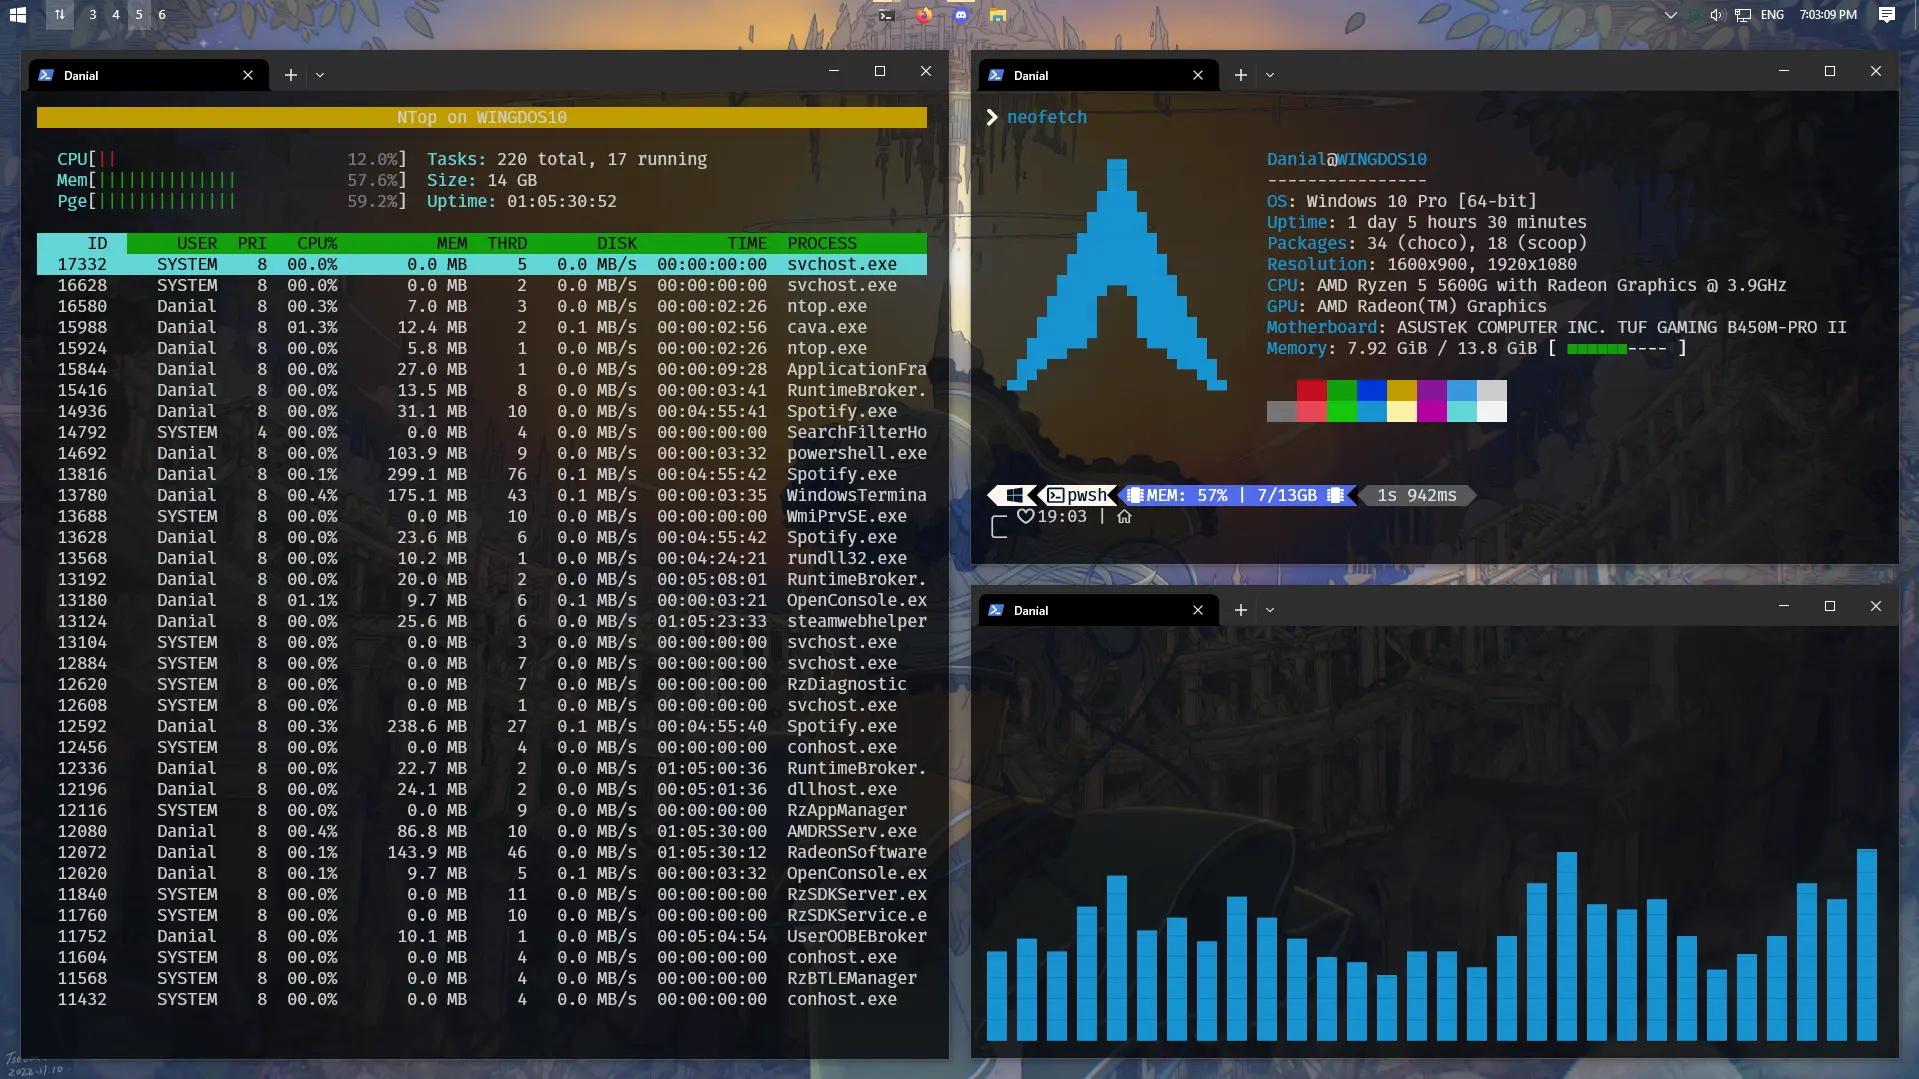 3 4 5 6
ENG 7:03:09 PM
Danial
NTop on WINGDOS10
CPU[|| 12.0%] Tasks: 220 total, 17 running
Mem[|||||||||||||| 57.6%] Size: 14 GB
Pge[|||||||||||||| 59.2%] Uptime: 01:05:30:52
ID USER PRI CPU% MEM THRD DISK TIME PROCESS
17332 SYSTEM 8 00.0% 0.0 MB 5 0.0 MB/s 00:00:00:00 svchost.exe
16628 SYSTEM 8 00.0% 0.0 MB 2 0.0 MB/s 00:00:00:00 svchost.exe
16580 Danial 8 00.3% 7.0 MB 3 0.0 MB/s 00:00:02:26 ntop.exe
15988 Danial 8 01.3% 12.4 MB 2 0.1 MB/s 00:00:02:56 cava.exe
15924 Danial 8 00.0% 5.8 MB 1 0.0 MB/s 00:00:02:26 ntop.exe
15844 Danial 8 00.0% 27.0 MB 1 0.0 MB/s 00:00:09:28 ApplicationFra
15416 Danial 8 00.0% 13.5 MB 8 0.0 MB/s 00:00:03:41 RuntimeBroker.
14936 Danial 8 00.0% 31.1 MB 10 0.0 MB/s 00:04:55:41 Spotify.exe
14792 SYSTEM 4 00.0% 0.0 MB 4 0.0 MB/s 00:00:00:00 SearchFilterHo
14692 Danial 8 00.0% 103.9 MB 9 0.0 MB/s 00:00:03:32 powershell.exe
13816 Danial 8 00.1% 299.1 MB 76 0.1 MB/s 00:04:55:42 Spotify.exe
13780 Danial 8 00.4% 175.1 MB 43 0.1 MB/s 00:00:03:35 WindowsTermina
13688 SYSTEM 8 00.0% 0.0 MB 10 0.0 MB/s 00:00:00:00 WmiPrvSE.exe
13628 Danial 8 00.0% 23.6 MB 6 0.0 MB/s 00:04:55:42 Spotify.exe
13568 Danial 8 00.0% 10.2 MB 1 0.0 MB/s 00:04:24:21 rundll32.exe
13192 Danial 8 00.0% 20.0 MB 2 0.0 MB/s 00:05:08:01 RuntimeBroker.
13180 Danial 8 01.1% 9.7 MB 6 0.1 MB/s 00:00:03:21 OpenConsole.ex
13124 Danial 8 00.0% 25.6 MB 6 0.0 MB/s 01:05:23:33 steamwebhelper
13104 SYSTEM 8 00.0% 0.0 MB 3 0.0 MB/s 00:00:00:00 svchost.exe
12884 SYSTEM 8 00.0% 0.0 MB 7 0.0 MB/s 00:00:00:00 svchost.exe
12620 SYSTEM 8 00.0% 0.0 MB 7 0.0 MB/s 00:00:00:00 RzDiagnostic
12608 SYSTEM 8 00.0% 0.0 MB 1 0.0 MB/s 00:00:00:00 svchost.exe
12592 Danial 8 00.3% 238.6 MB 27 0.1 MB/s 00:04:55:40 Spotify.exe
12456 SYSTEM 8 00.0% 0.0 MB 4 0.0 MB/s 00:00:00:00 conhost.exe
12336 Danial 8 00.0% 22.7 MB 2 0.0 MB/s 01:05:00:36 RuntimeBroker.
12196 Danial 8 00.0% 24.1 MB 2 0.0 MB/s 00:05:01:36 dllhost.exe
12116 SYSTEM 8 00.0% 0.0 MB 9 0.0 MB/s 00:00:00:00 RzAppManager
12080 Danial 8 00.4% 86.8 MB 10 0.0 MB/s 01:05:30:00 AMDRSServ.exe
12072 Danial 8 00.1% 143.9 MB 46 0.0 MB/s 01:05:30:12 RadeonSoftware
12020 Danial 8 00.1% 9.7 MB 5 0.1 MB/s 00:00:03:32 OpenConsole.ex
11840 SYSTEM 8 00.0% 0.0 MB 11 0.0 MB/s 00:00:00:00 RzSDKServer.ex
11760 SYSTEM 8 00.0% 0.0 MB 10 0.0 MB/s 00:00:00:00 RzSDKService.e
11752 Danial 8 00.0% 10.1 MB 1 0.0 MB/s 00:05:04:54 UserOOBEBroker
11604 SYSTEM 8 00.0% 0.0 MB 4 0.0 MB/s 00:00:00:00 conhost.exe
11568 SYSTEM 8 00.0% 0.0 MB 4 0.0 MB/s 00:00:00:00 RzBTLEManager
11432 SYSTEM 8 00.0% 0.0 MB 4 0.0 MB/s 00:00:00:00 conhost.exe
Danial
❯ neofetch
Danial@WINGDOS10
----------------
OS: Windows 10 Pro [64-bit]
Uptime: 1 day 5 hours 30 minutes
Packages: 34 (choco), 18 (scoop)
Resolution: 1600x900, 1920x1080
CPU: AMD Ryzen 5 5600G with Radeon Graphics @ 3.9GHz
GPU: AMD Radeon(TM) Graphics
Motherboard: ASUSTeK COMPUTER INC. TUF GAMING B450M-PRO II
Memory: 7.92 GiB / 13.8 GiB [ ■■■■■■---- ]
pwsh MEM: 57% | 7/13GB 1s 942ms
♡19:03 |
Danial
2022.11.10.